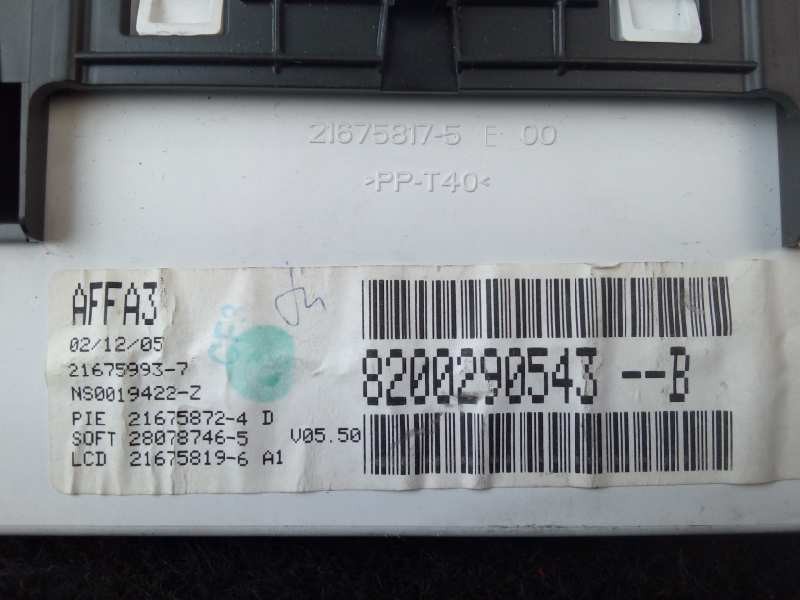 21675817-5 E 00
>PP-T40<
AFFA3
02/12/05
21675993-7
NS0019422-Z
PIE 21675872-4 D
SOFT 28078746-5 V05.50
LCD 21675819-6 A1
8200290543 --B